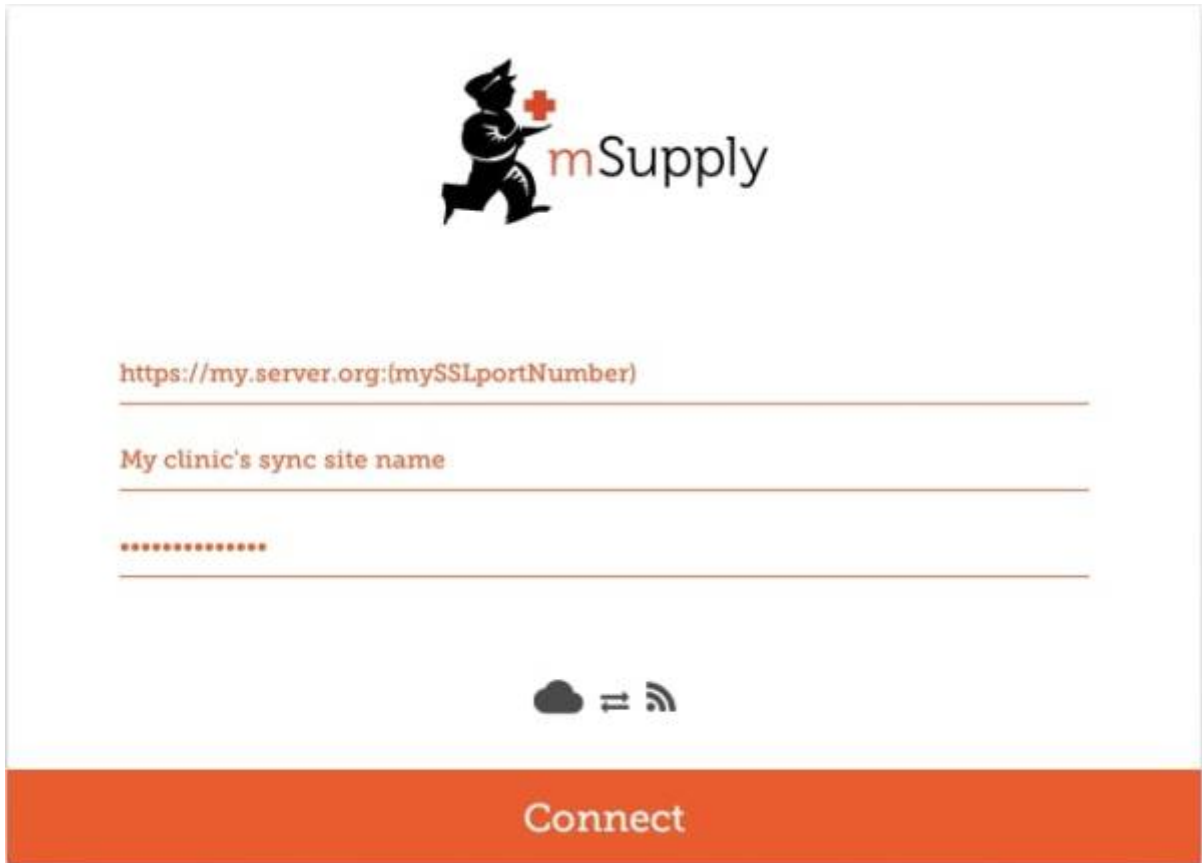 mSupply
https://my.server.org:(mySSLportNumber)
My clinic's sync site name
••••••••••••••
Connect